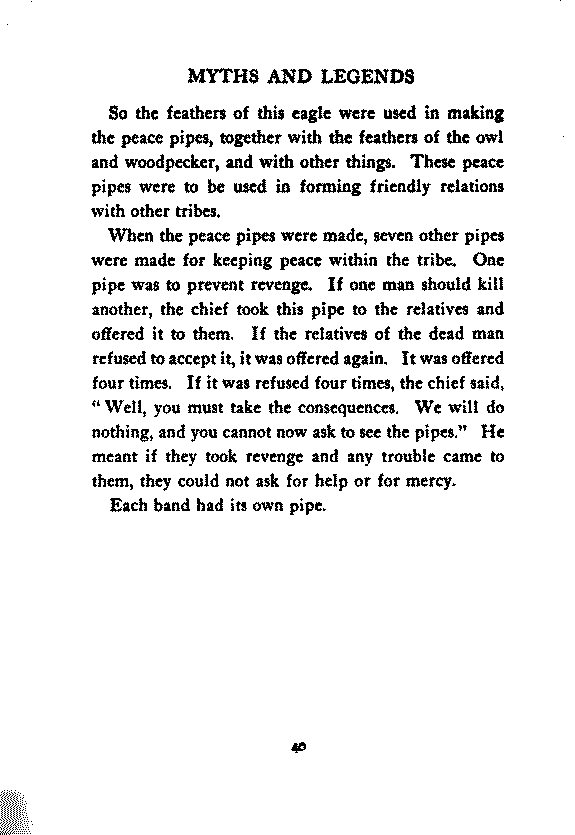 MYTHS AND LEGENDS
So the feathers of this eagle were used in making
the peace pipes, together with the feathers of the owl
and woodpecker, and with other things. These peace
pipes were to be used in forming friendly relations
with other tribes.
When the peace pipes were made, seven other pipes
were made for keeping peace within the tribe. One
pipe was to prevent revenge. If one man should kill
another, the chief took this pipe to the relatives and
offered it to them. If the relatives of the dead man
refused to accept it, it was offered again. It was offered
four times. If it was refused four times, the chief said,
“Well, you must take the consequences. We will do
nothing, and you cannot now ask to see the pipes.” He
meant if they took revenge and any trouble came to
them, they could not ask for help or for mercy.
Each band had its own pipe.
40